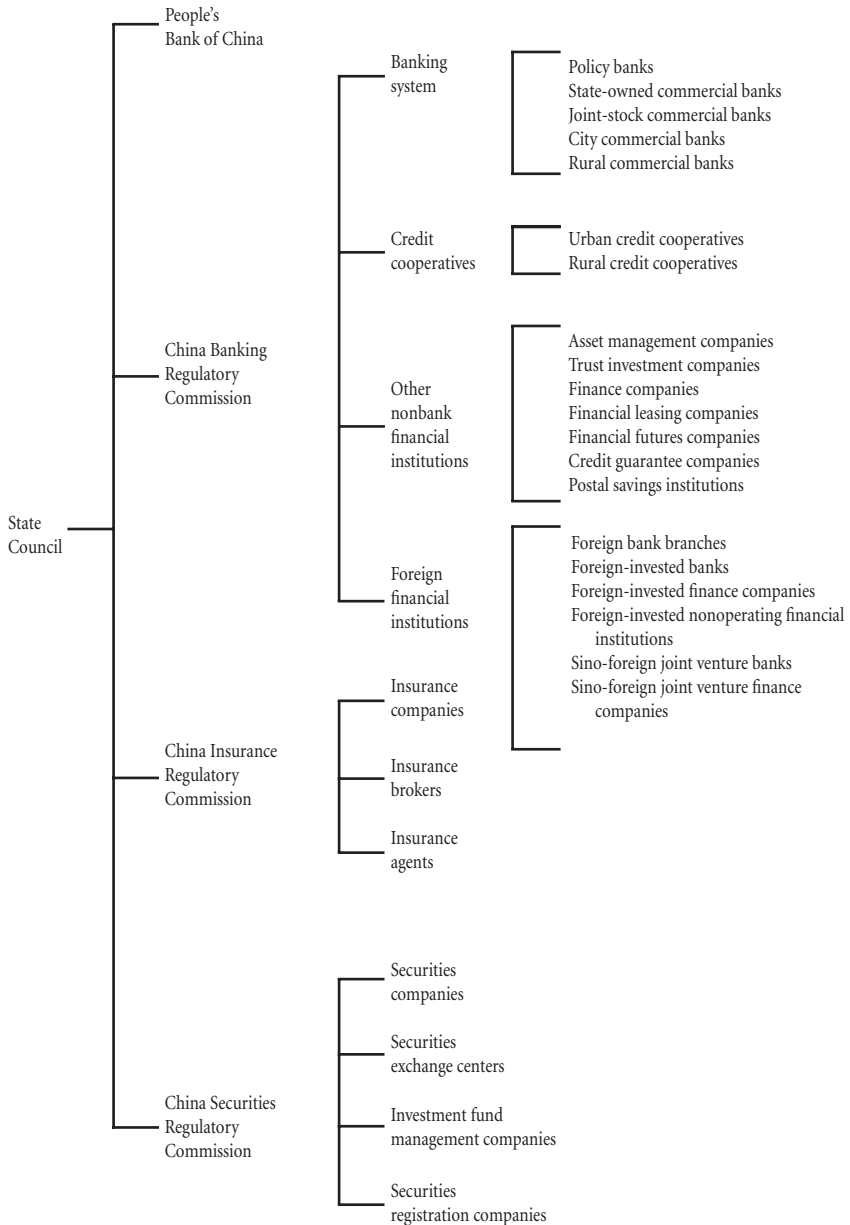 People's
Bank of China
Banking
system
Policy banks
State-owned commercial banks
Joint-stock commercial banks
City commercial banks
Rural commercial banks
Credit
cooperatives
Urban credit cooperatives
Rural credit cooperatives
China Banking
Regulatory
Commission
Other
nonbank
financial
institutions
Asset management companies
Trust investment companies
Finance companies
Financial leasing companies
Financial futures companies
Credit guarantee companies
Postal savings institutions
State
Council
Foreign
financial
institutions
Foreign bank branches
Foreign-invested banks
Foreign-invested finance companies
Foreign-invested nonoperating financial
institutions
Sino-foreign joint venture banks
Sino-foreign joint venture finance
companies
China Insurance
Regulatory
Commission
Insurance
companies
Insurance
brokers
Insurance
agents
China Securities
Regulatory
Commission
Securities
companies
Securities
exchange centers
Investment fund
management companies
Securities
registration companies